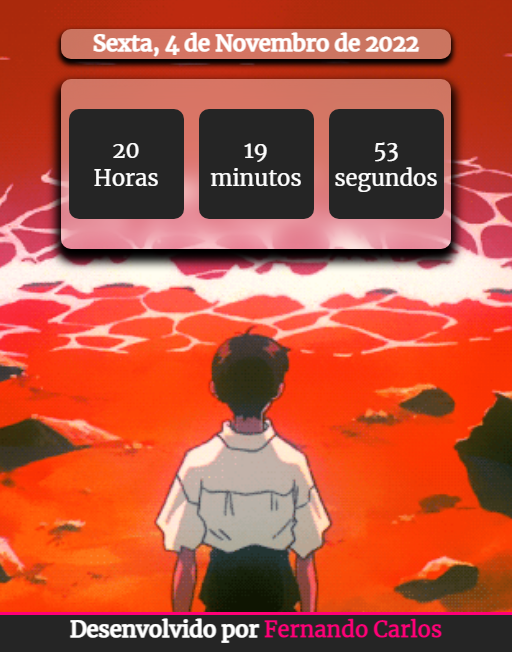 Sexta, 4 de Novembro de 2022
20 19 53
Horas minutos segundos
Desenvolvido por Fernando Carlos